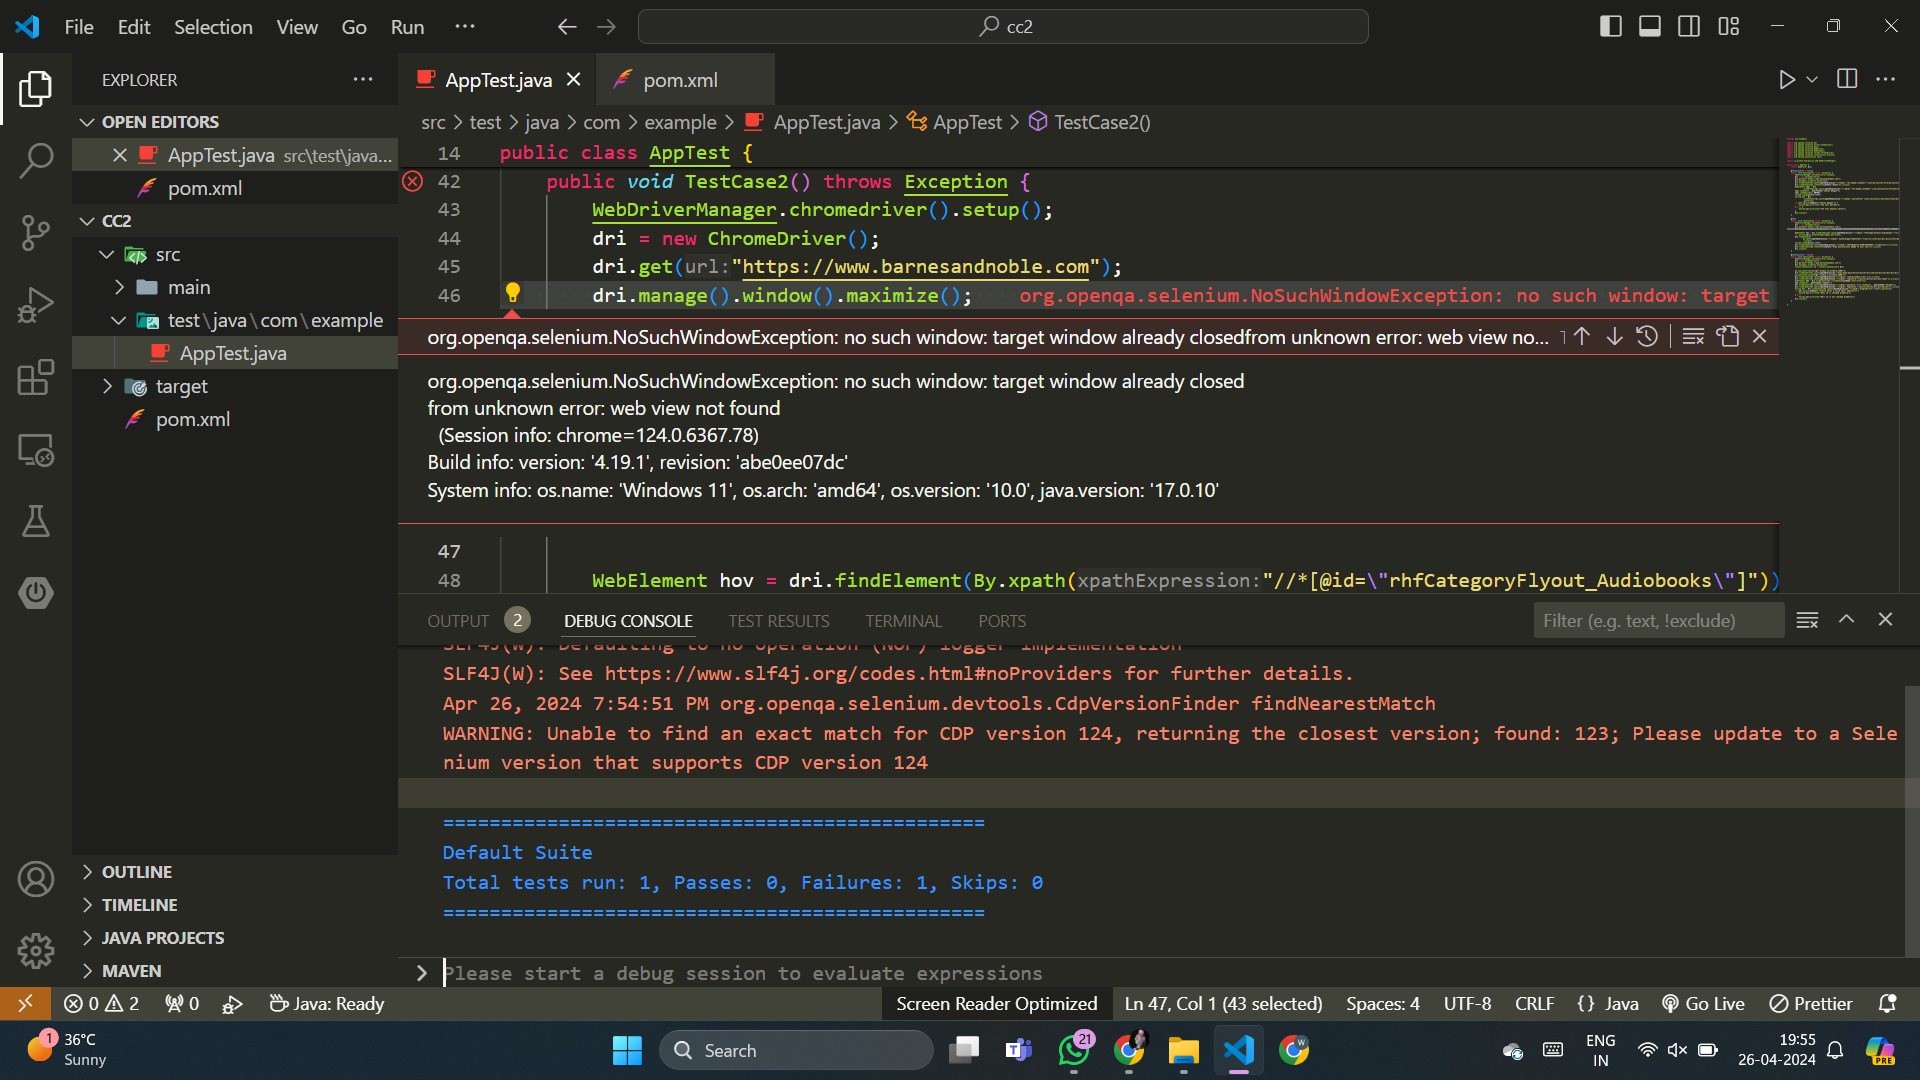 File Edit Selection View Go Run ··· cc2
EXPLORER
OPEN EDITORS
AppTest.java src\test\java...
pom.xml
CC2
src
main
test\java\com\example
AppTest.java
target
pom.xml
OUTLINE
TIMELINE
JAVA PROJECTS
MAVEN
AppTest.java
pom.xml
src > test > java > com > example > AppTest.java > AppTest > TestCase2()
14 public class AppTest {
42 public void TestCase2() throws Exception {
43 WebDriverManager.chromedriver().setup();
44 dri = new ChromeDriver();
45 dri.get(url:"https://www.barnesandnoble.com");
46 dri.manage().window().maximize(); org.openqa.selenium.NoSuchWindowException: no such window: target
org.openqa.selenium.NoSuchWindowException: no such window: target window already closedfrom unknown error: web view no...
org.openqa.selenium.NoSuchWindowException: no such window: target window already closed
from unknown error: web view not found
(Session info: chrome=124.0.6367.78)
Build info: version: '4.19.1', revision: 'abe0ee07dc'
System info: os.name: 'Windows 11', os.arch: 'amd64', os.version: '10.0', java.version: '17.0.10'
47
48 WebElement hov = dri.findElement(By.xpath(xpathExpression:"//*[@id=\"rhfCategoryFlyout_Audiobooks\"]"))
OUTPUT 2 DEBUG CONSOLE TEST RESULTS TERMINAL PORTS Filter (e.g. text, !exclude)
SLF4J(W): Defaulting to no-operation (NOP) logger implementation
SLF4J(W): See https://www.slf4j.org/codes.html#noProviders for further details.
Apr 26, 2024 7:54:51 PM org.openqa.selenium.devtools.CdpVersionFinder findNearestMatch
WARNING: Unable to find an exact match for CDP version 124, returning the closest version; found: 123; Please update to a Sele
nium version that supports CDP version 124
===============================================
Default Suite
Total tests run: 1, Passes: 0, Failures: 1, Skips: 0
===============================================
Please start a debug session to evaluate expressions
0 2 0 Java: Ready Screen Reader Optimized Ln 47, Col 1 (43 selected) Spaces: 4 UTF-8 CRLF {} Java Go Live Prettier
1 36°C
Sunny
Search
21
ENG
IN
19:55
26-04-2024
PRE